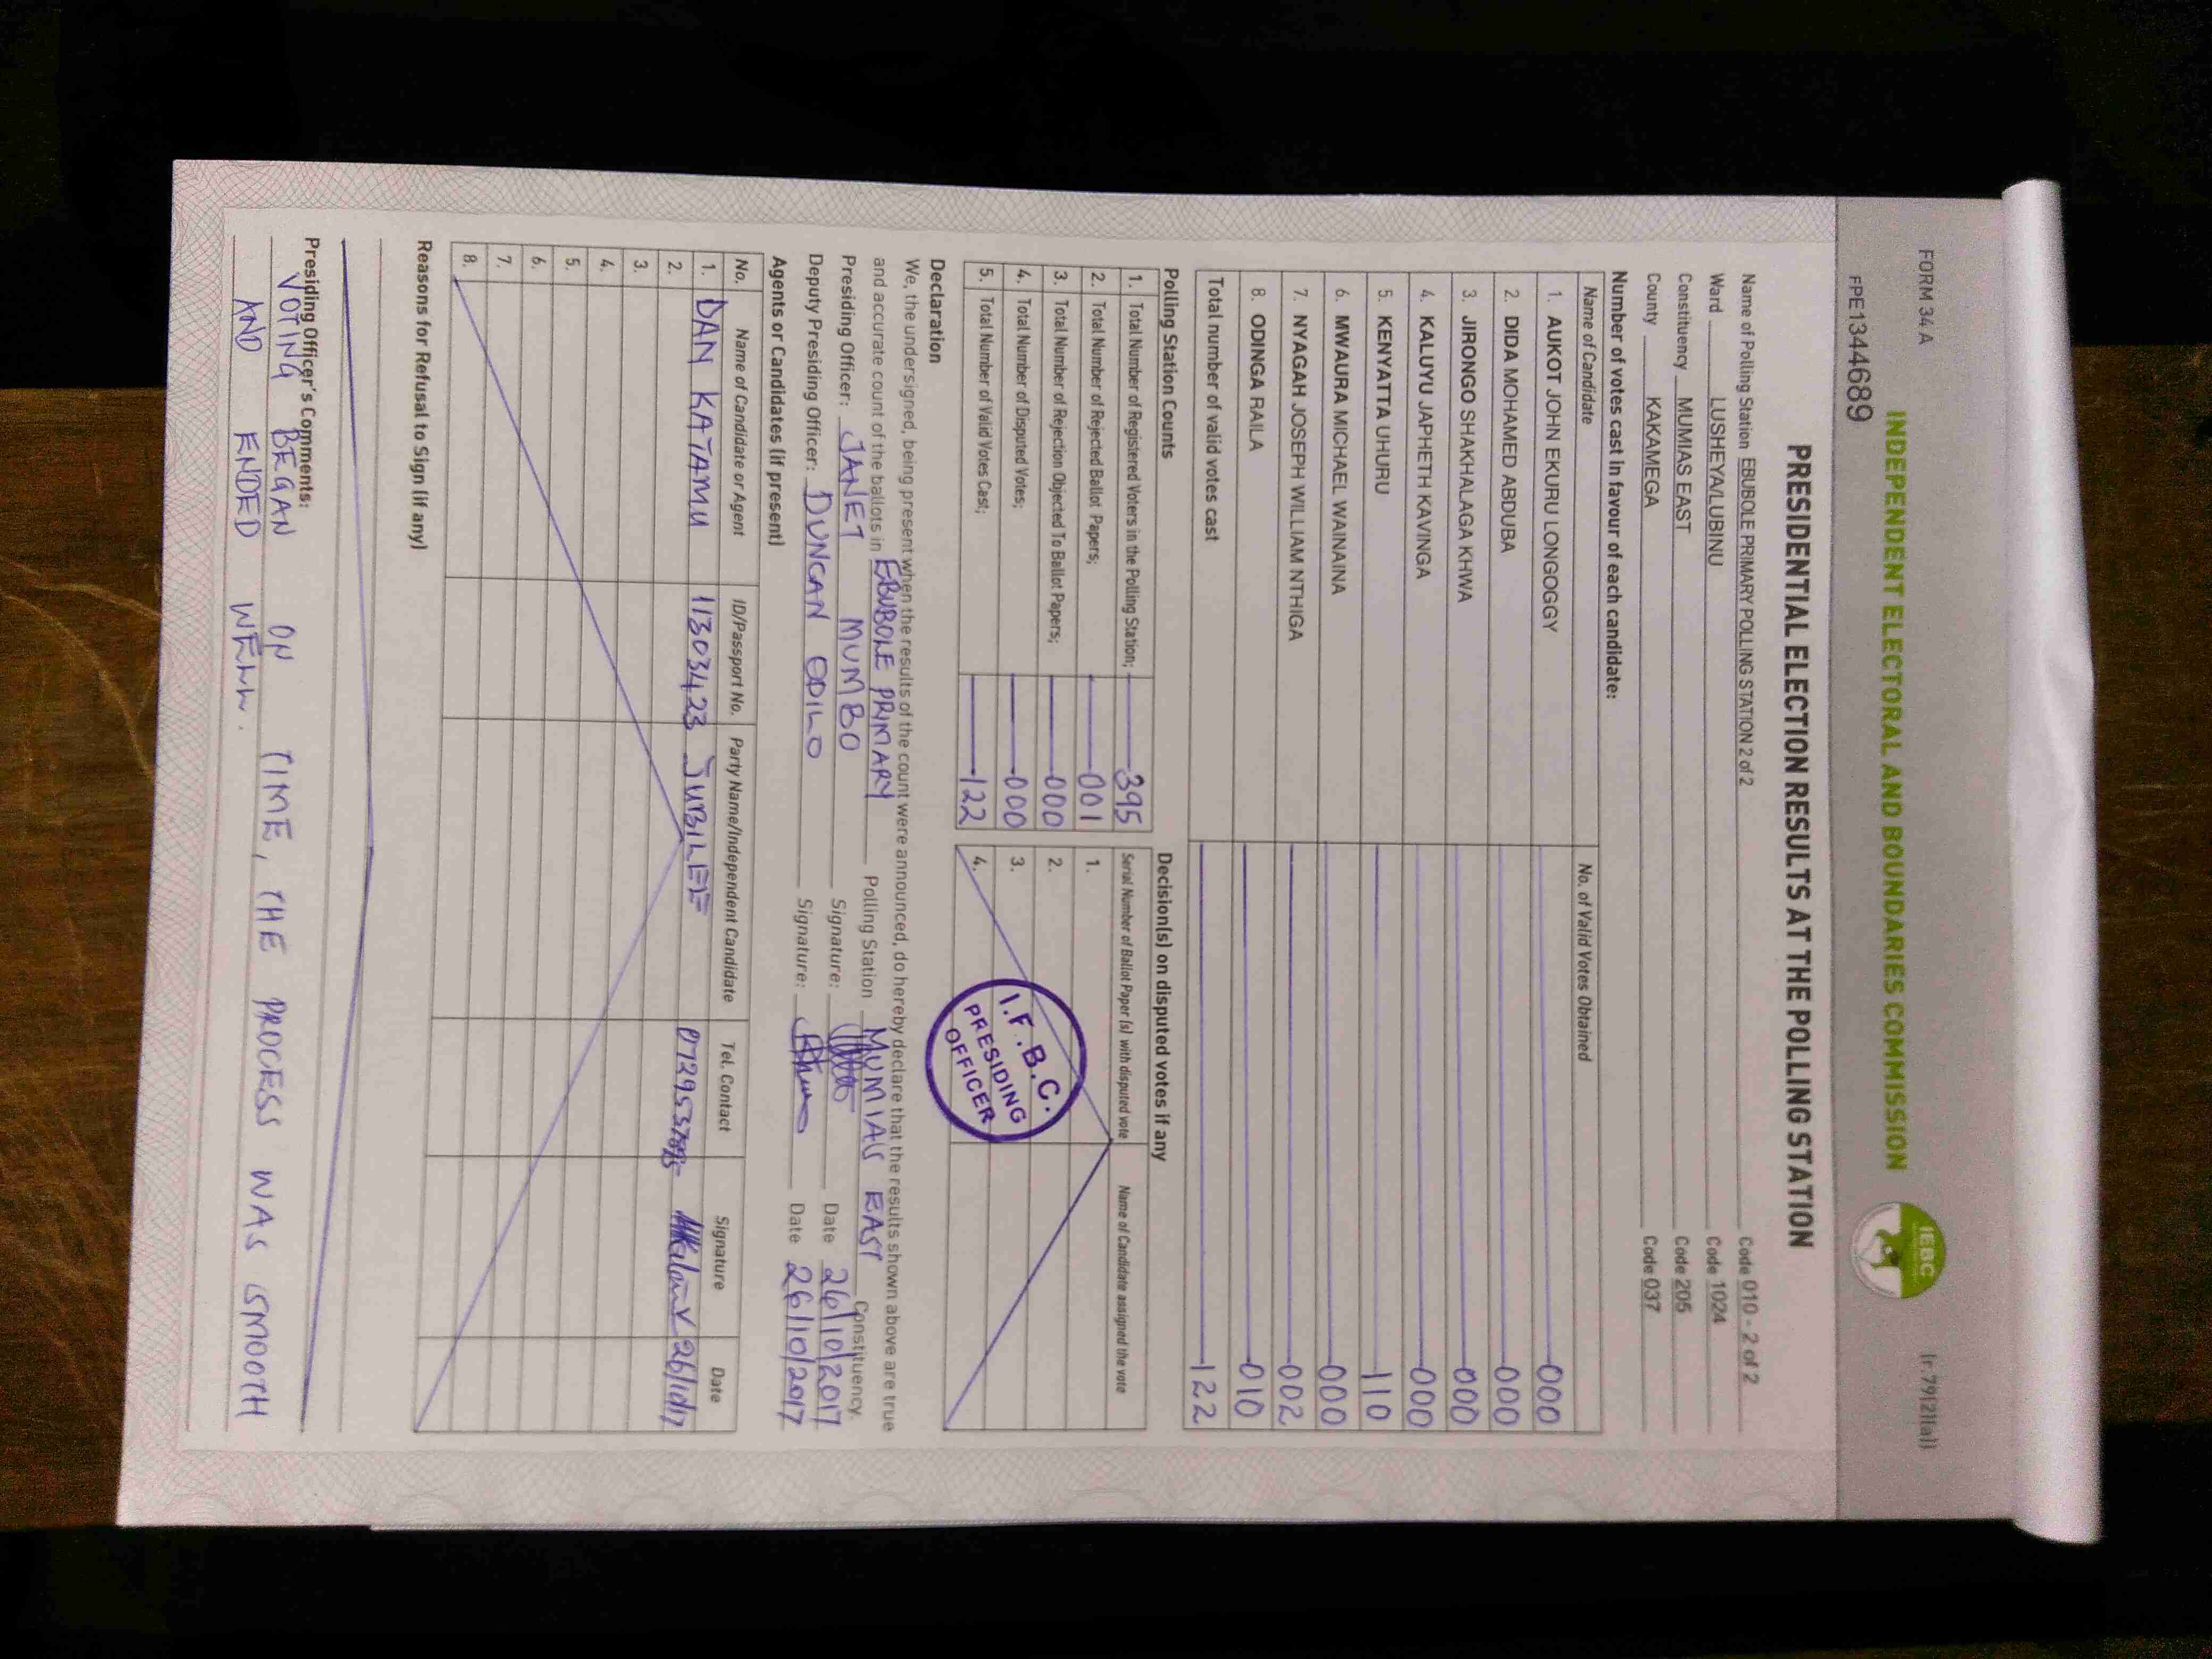 FORM 34 A
(r.79(2)(a))
INDEPENDENT ELECTORAL AND BOUNDARIES COMMISSION
IEBC
FPE1344689
PRESIDENTIAL ELECTION RESULTS AT THE POLLING STATION
Name of Polling Station EBUBOLE PRIMARY POLLING STATION 2 of 2 Code 010 - 2 of 2
Ward LUSHEYA/LUBINU Code 1024
Constituency MUMIAS EAST Code 205
County KAKAMEGA Code 037
Number of votes cast in favour of each candidate:
Name of Candidate No. of Valid Votes Obtained
1. AUKOT JOHN EKURU LONGOGGY 000
2. DIDA MOHAMED ABDUBA 000
3. JIRONGO SHAKHALAGA KHWA 000
4. KALUYU JAPHETH KAVINGA 000
5. KENYATTA UHURU 110
6. MWAURA MICHAEL WAINAINA 000
7. NYAGAH JOSEPH WILLIAM NTHIGA 002
8. ODINGA RAILA 010
Total number of valid votes cast 122
Polling Station Counts
1. Total Number of Registered Voters in the Polling Station; 395
2. Total Number of Rejected Ballot Papers; 001
3. Total Number of Rejection Objected To Ballot Papers; 000
4. Total Number of Disputed Votes; 000
5. Total Number of Valid Votes Cast; 122
Decision(s) on disputed votes if any
Serial Number of Ballot Paper (s) with disputed vote Name of Candidate assigned the vote
1.
2.
3.
4.
I.E.B.C.
PRESIDING
OFFICER
Declaration
We, the undersigned, being present when the results of the count were announced, do hereby declare that the results shown above are true
and accurate count of the ballots in EBUBOLE PRIMARY Polling Station MUMIAS EAST Constituency.
Presiding Officer: JANET MUMBO Signature: Date 26/10/2017
Deputy Presiding Officer: DUNCAN ODILO Signature: Date 26/10/2017
Agents or Candidates (if present)
No. Name of Candidate or Agent ID/Passport No. Party Name/Independent Candidate Tel. Contact Signature Date
1. DAN KATAMU 11303423 JUBILEE 26/10/17
2.
3.
4.
5.
6.
7.
8.
Reasons for Refusal to Sign (if any)
Presiding Officer's Comments:
VOTING BEGAN ON TIME, THE PROCESS WAS SMOOTH
AND ENDED WELL.